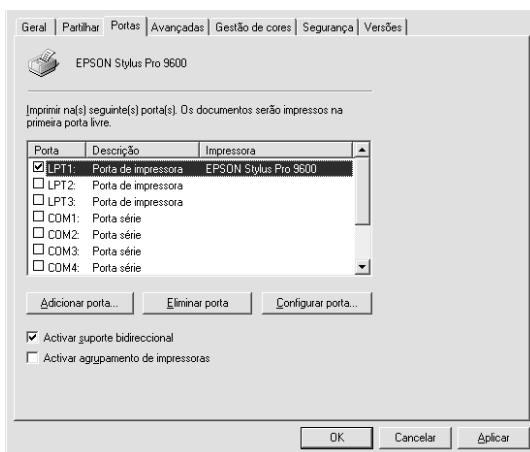 Geral Partilhar Portas Avançadas Gestão de cores Segurança Versões
EPSON Stylus Pro 9600
Imprimir na(s) seguinte(s) porta(s). Os documentos serão impressos na
primeira porta livre.
Porta Descrição Impressora
LPT1: Porta de impressora EPSON Stylus Pro 9600
LPT2: Porta de impressora
LPT3: Porta de impressora
COM1: Porta série
COM2: Porta série
COM3: Porta série
COM4: Porta série
Adicionar porta... Eliminar porta Configurar porta...
Activar suporte bidireccional
Activar agrupamento de impressoras
OK Cancelar Aplicar